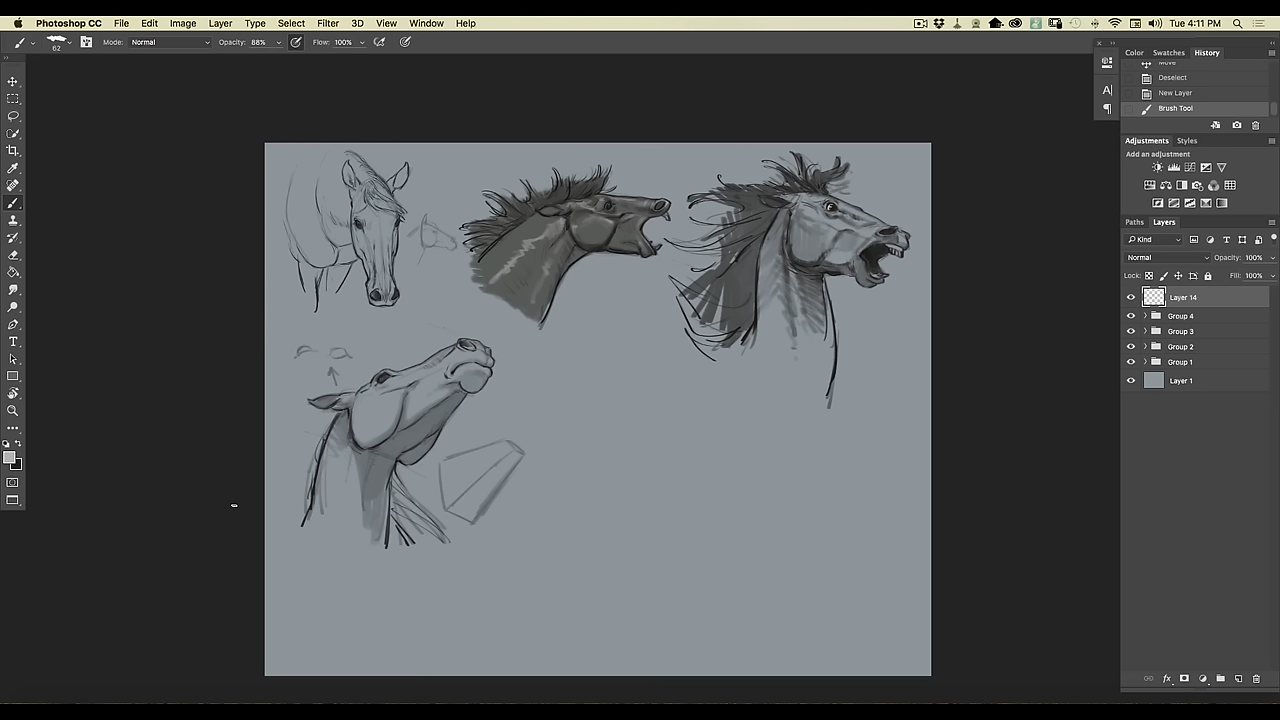 Photoshop CC File Edit Image Layer Type Select Filter 3D View Window Help Tue 4:11 PM
62 Mode: Normal Opacity: 88% Flow: 100%
Color Swatches History
Move
Deselect
New Layer
Brush Tool
Adjustments Styles
Add an adjustment
Paths Layers
Kind
Normal Opacity: 100%
Lock: Fill: 100%
Layer 14
Group 4
Group 3
Group 2
Group 1
Layer 1
fx